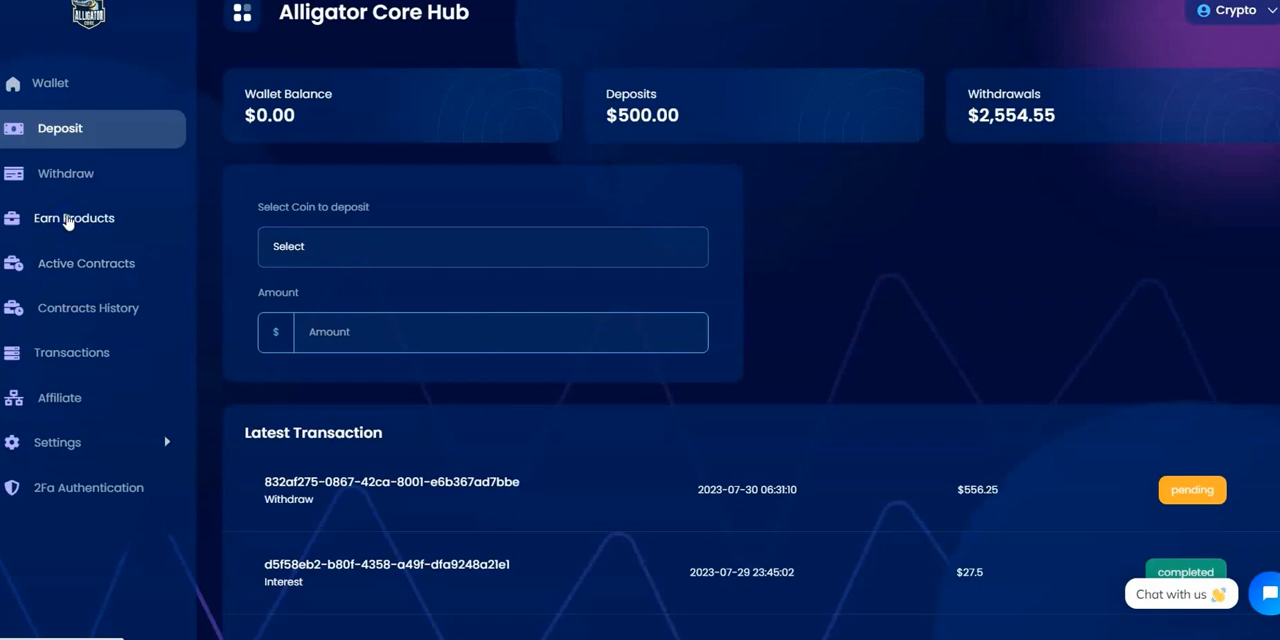 ALLIGATOR
CORE
Alligator Core Hub
Crypto
Wallet
Deposit
Withdraw
Earn Products
Active Contracts
Contracts History
Transactions
Affiliate
Settings
2Fa Authentication
Wallet Balance
$0.00
Deposits
$500.00
Withdrawals
$2,554.55
Select Coin to deposit
Select
Amount
$ Amount
Latest Transaction
832af275-0867-42ca-8001-e6b367ad7bbe
Withdraw
2023-07-30 06:31:10
$556.25
pending
d5f58eb2-b80f-4358-a49f-dfa9248a21e1
Interest
2023-07-29 23:45:02
$27.5
completed
Chat with us 👋